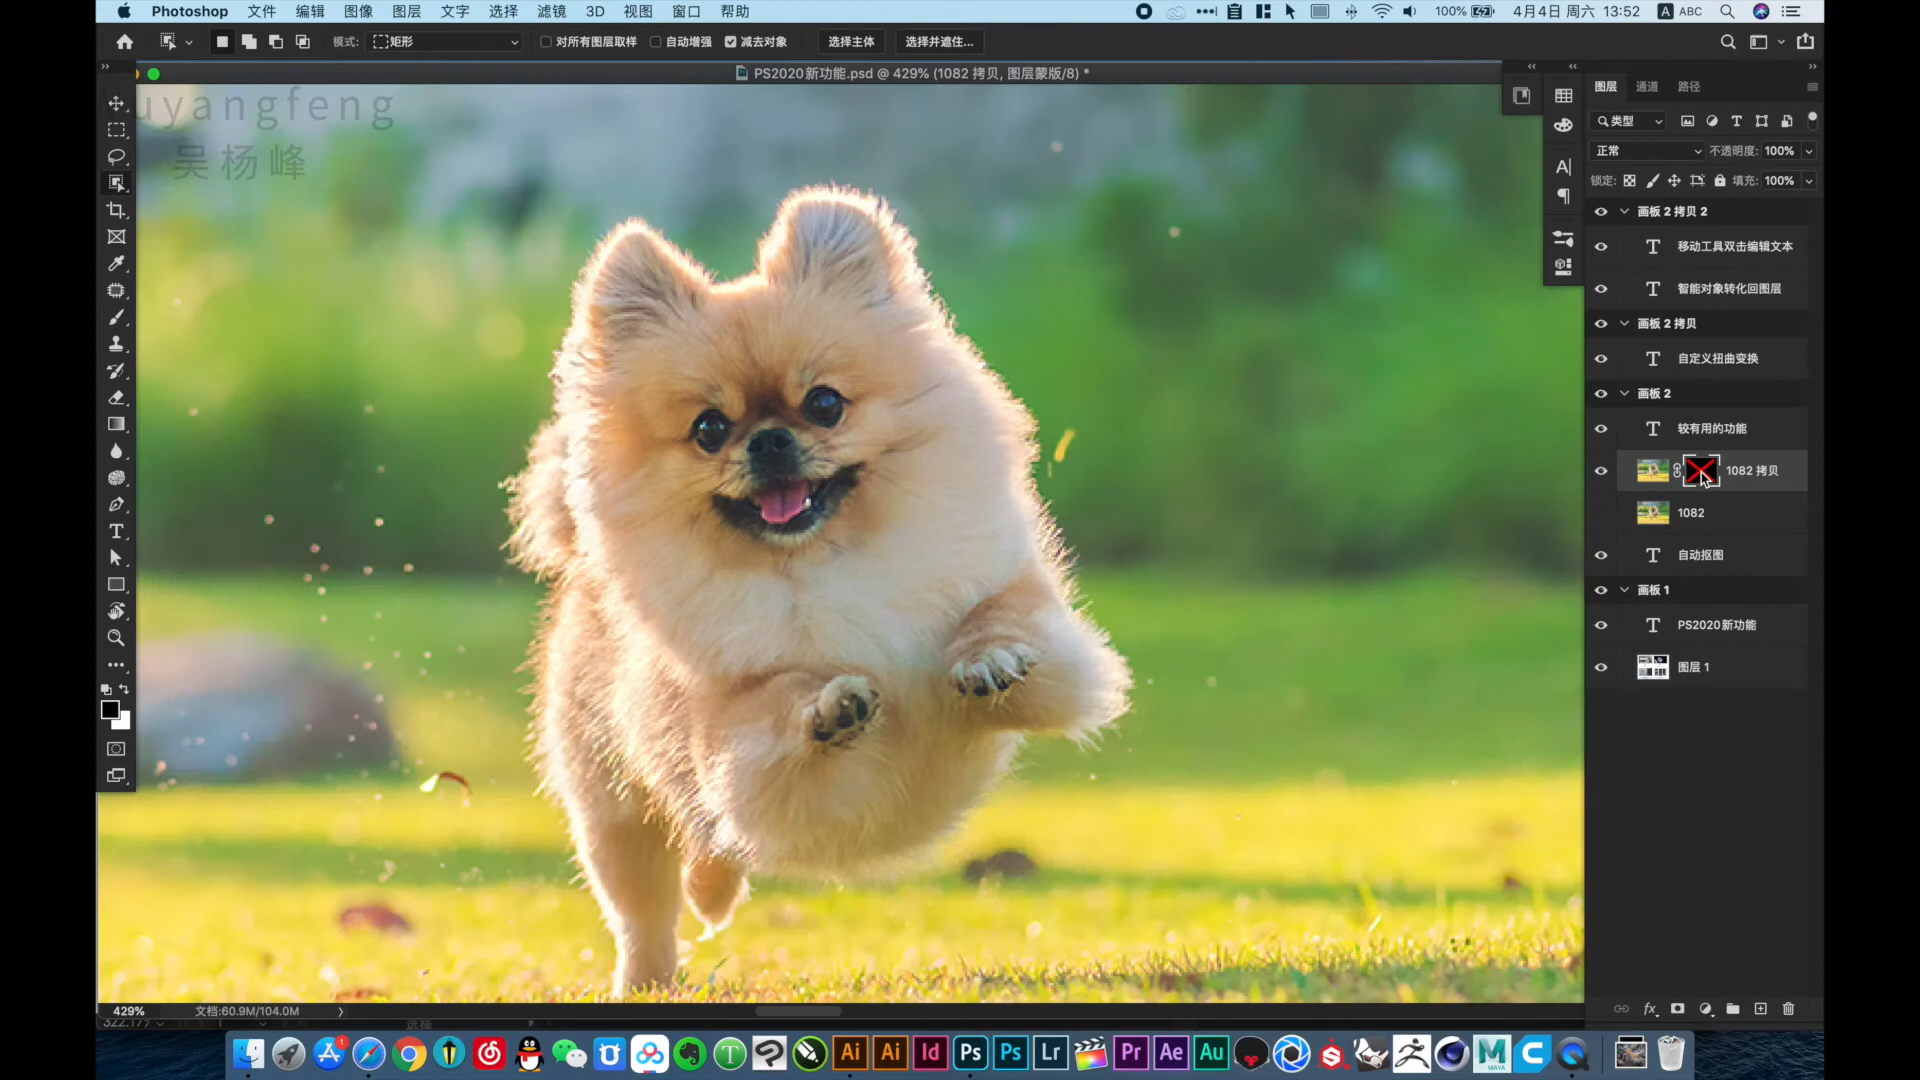 Photoshop 文件 编辑 图像 图层 文字 选择 滤镜 3D 视图 窗口 帮助 100% 4月4日 周六 13:52 A ABC
模式: 矩形 对所有图层取样 自动增强 减去对象 选择主体 选择并遮住...
PS2020新功能.psd @ 429% (1082 拷贝, 图层蒙版/8) *
uyangfeng
吴杨峰
图层 通道 路径
类型
正常 不透明度: 100%
锁定: 填充: 100%
画板 2 拷贝 2
移动工具双击编辑文本
智能对象转化回图层
画板 2 拷贝
自定义扭曲变换
画板 2
较有用的功能
1082 拷贝
1082
自动抠图
画板 1
PS2020新功能
图层 1
429% 文档:60.9M/104.0M
选择
Ai Ai Id Ps Ps Lr Pr Ae Au MAYA